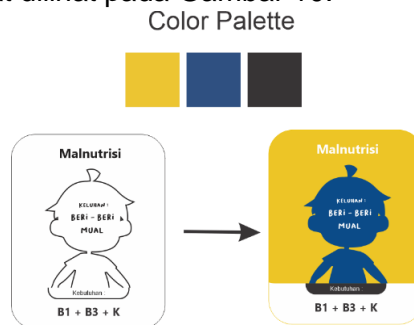 dilihat pada Gambar
Color Palette
Malnutrisi
KELUHAN :
BERI - BERI
MUAL
Kebutuhan :
B1 + B3 + K
Malnutrisi
KELUHAN :
BERI - BERI
MUAL
Kebutuhan :
B1 + B3 + K